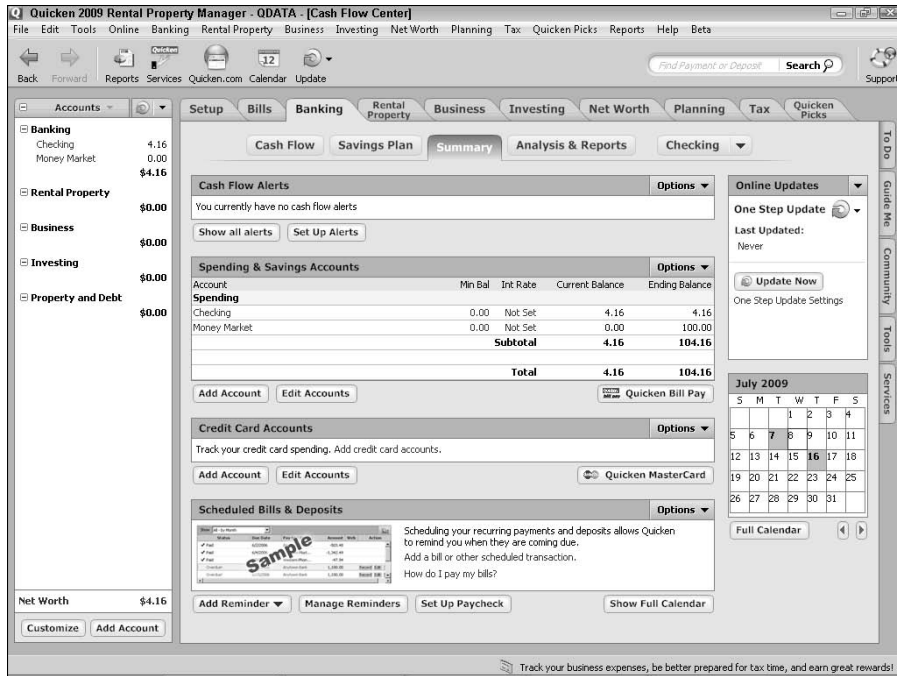 Quicken 2009 Rental Property Manager - QDATA - [Cash Flow Center]
File Edit Tools Online Banking Rental Property Business Investing Net Worth Planning Tax Quicken Picks Reports Help Beta
Quicken
12
Back Forward Reports Services Quicken.com Calendar Update
Find Payment or Deposit Search
Support
Accounts
Setup Bills Banking Rental Property Business Investing Net Worth Planning Tax Quicken Picks
Cash Flow Savings Plan Summary Analysis & Reports Checking
Banking
Checking 4.16
Money Market 0.00
$4.16
Rental Property
$0.00
Business
$0.00
Investing
$0.00
Property and Debt
$0.00
Net Worth $4.16
Customize Add Account
Cash Flow Alerts Options
You currently have no cash flow alerts
Show all alerts Set Up Alerts
Spending & Savings Accounts Options
Account Min Bal Int Rate Current Balance Ending Balance
Spending
Checking 0.00 Not Set 4.16 4.16
Money Market 0.00 Not Set 0.00 100.00
Subtotal 4.16 104.16
Total 4.16 104.16
Add Account Edit Accounts Quicken Bill Pay
Credit Card Accounts Options
Track your credit card spending. Add credit card accounts.
Add Account Edit Accounts Quicken MasterCard
Scheduled Bills & Deposits Options
Sample
Scheduling your recurring payments and deposits allows Quicken
to remind you when they are coming due.
Add a bill or other scheduled transaction.
How do I pay my bills?
Add Reminder Manage Reminders Set Up Paycheck Show Full Calendar
Online Updates
One Step Update
Last Updated:
Never
Update Now
One Step Update Settings
July 2009
S M T W T F S
1 2 3 4
5 6 7 8 9 10 11
12 13 14 15 16 17 18
19 20 21 22 23 24 25
26 27 28 29 30 31
Full Calendar
To Do
Guide Me
Community
Tools
Services
Track your business expenses, be better prepared for tax time, and earn great rewards!